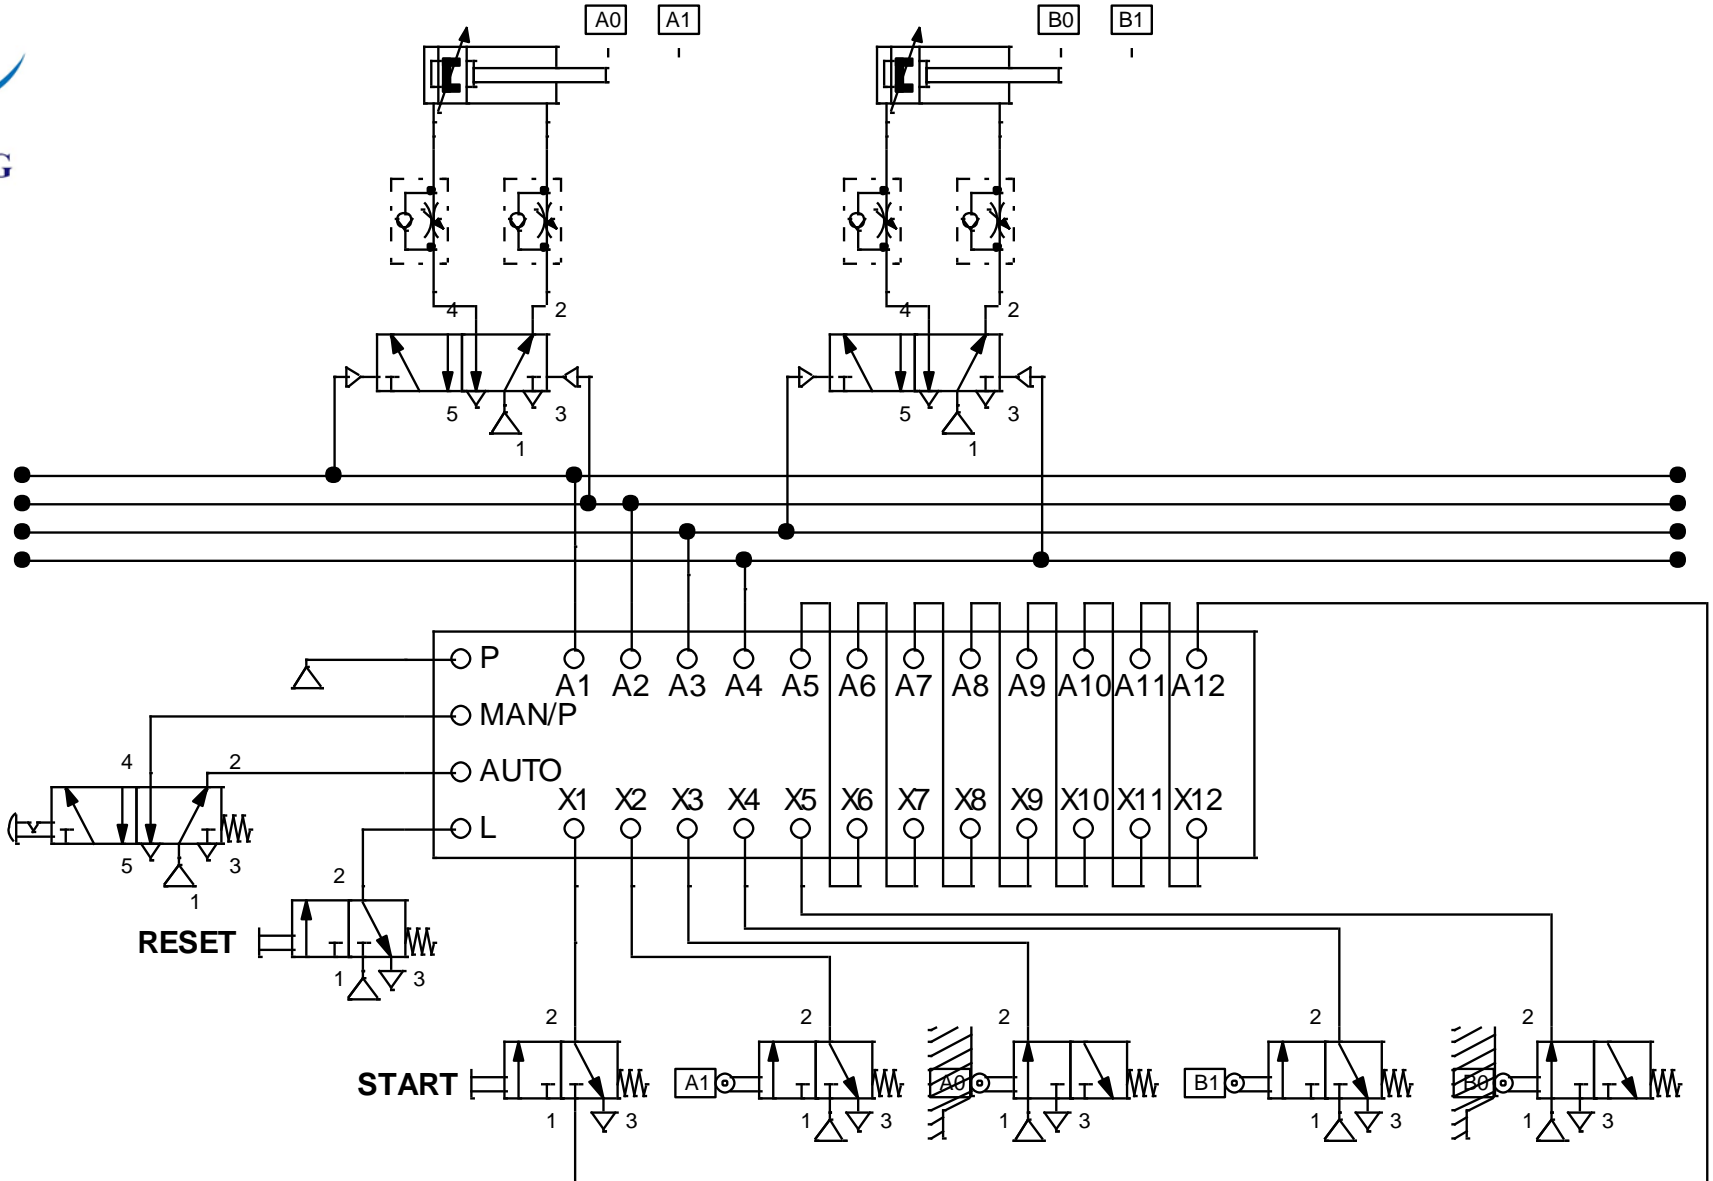 A0 A1 B0 B1
G
4 2 4 2
5 3 5 3
1 1
P A1 A2 A3 A4 A5 A6 A7 A8 A9 A10 A11 A12
MAN/P
4 2 AUTO
L X1 X2 X3 X4 X5 X6 X7 X8 X9 X10 X11 X12
5 3
1
2
RESET
1 3
2 2 2 2 2
START A1 A0 B1 B0
1 3 1 3 1 3 1 3 1 3